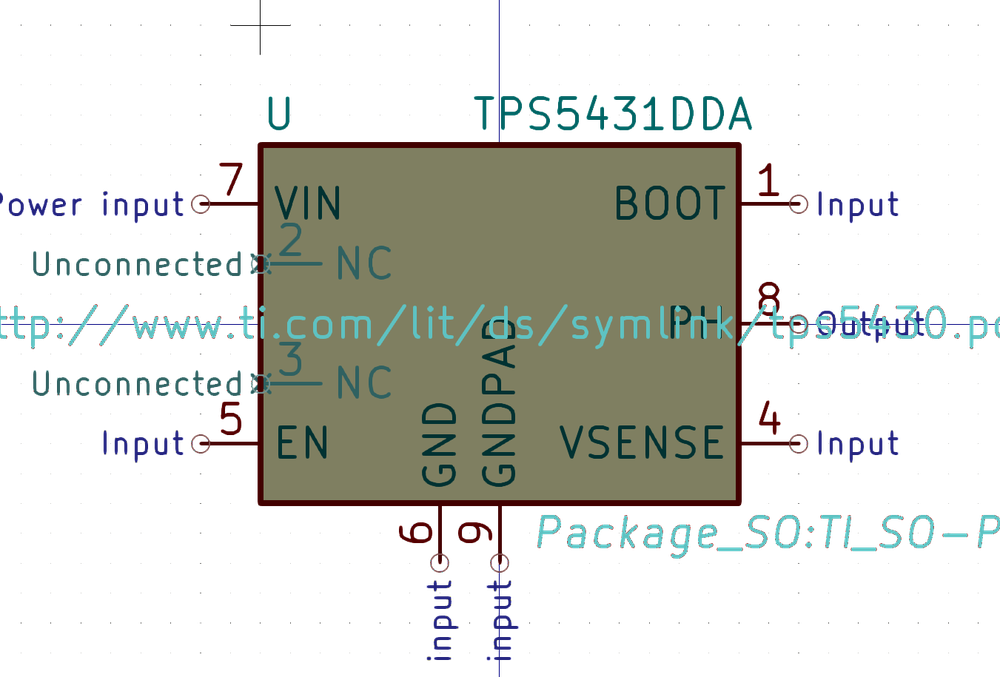 U TPS5431DDA
Power input 7 VIN BOOT 1 Input
Unconnected 2 NC
ttp://www.ti.com/lit/ds/symlink/tps5430.p
PH 8 Output
Unconnected 3 NC
Input 5 EN VSENSE 4 Input
GND
GNDPAD
6
9
Package_SO:TI_SO-P
input
input